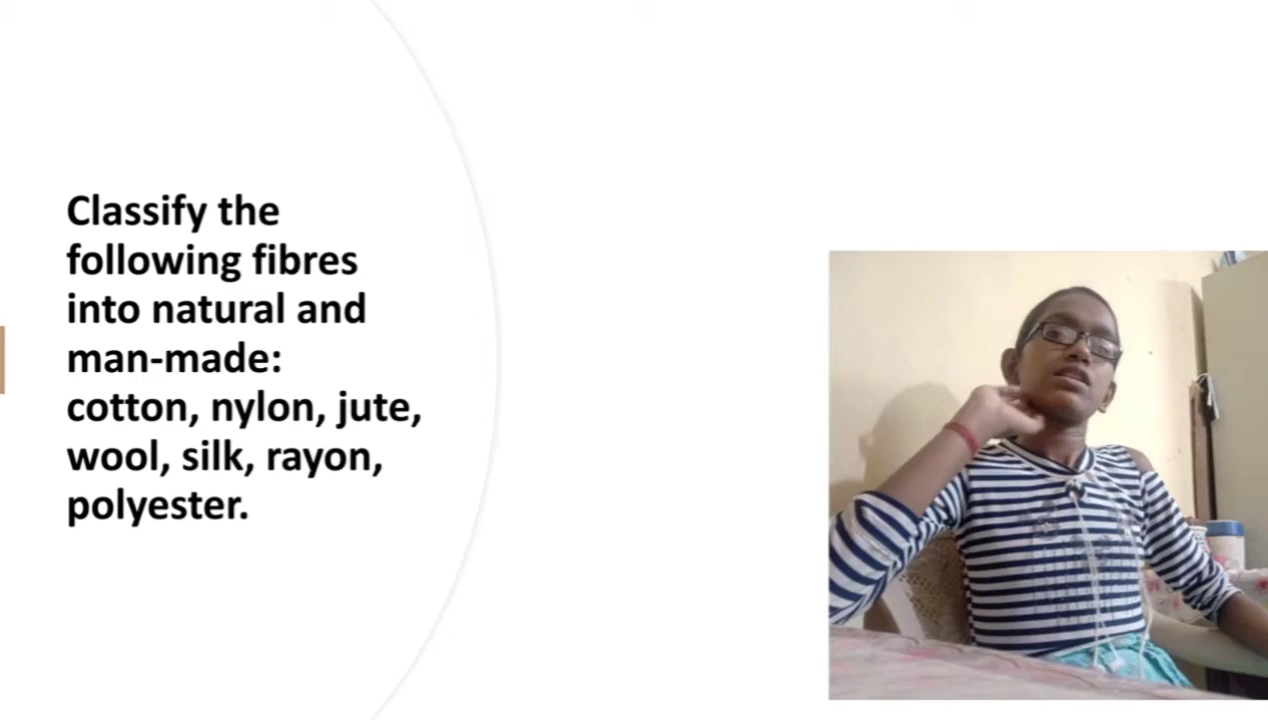 Classify the
following fibres
into natural and
man-made:
cotton, nylon, jute,
wool, silk, rayon,
polyester.